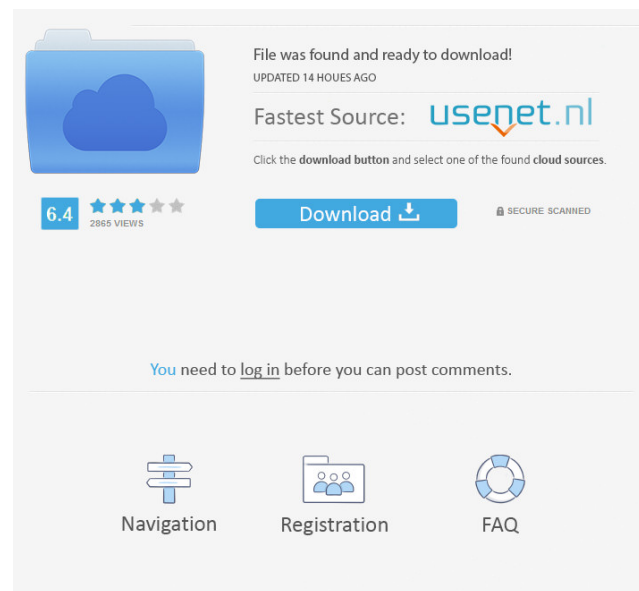 File was found and ready to download!
UPDATED 14 HOUES AGO
Fastest Source: usenet.nl
Click the download button and select one of the found cloud sources.
6.4
2865 VIEWS
Download
SECURE SCANNED
You need to log in before you can post comments.
Navigation
Registration
FAQ